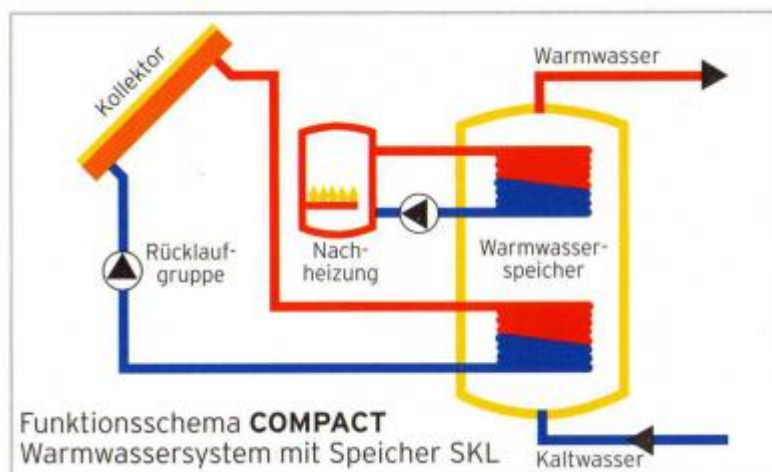 Kollektor
Warmwasser
Rücklauf-
gruppe
Nach-
heizung
Warmwasser-
speicher
Funktionsschema COMPACT
Warmwassersystem mit Speicher SKL
Kaltwasser